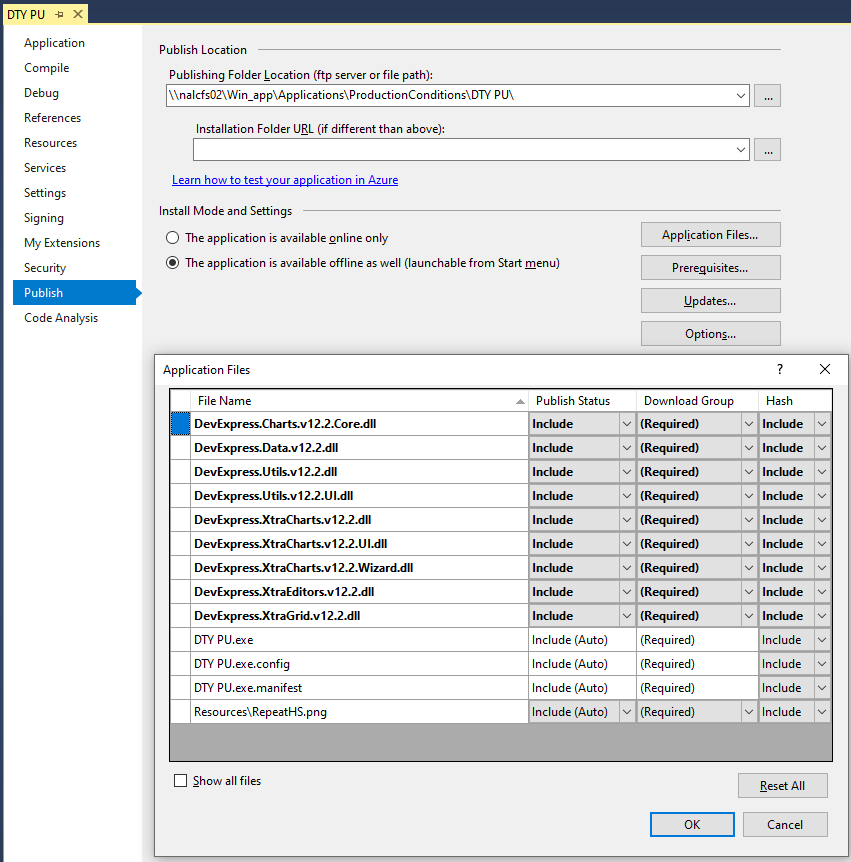 DTY PU
Application
Compile
Debug
References
Resources
Services
Settings
Signing
My Extensions
Security
Publish
Code Analysis
Publish Location
Publishing Folder Location (ftp server or file path):
\\nalcfs02\Win_app\Applications\ProductionConditions\DTY PU\
...
Installation Folder URL (if different than above):
...
Learn how to test your application in Azure
Install Mode and Settings
The application is available online only
The application is available offline as well (launchable from Start menu)
Application Files...
Prerequisites...
Updates...
Options...
Application Files
?
File Name Publish Status Download Group Hash
DevExpress.Charts.v12.2.Core.dll Include (Required) Include
DevExpress.Data.v12.2.dll Include (Required) Include
DevExpress.Utils.v12.2.dll Include (Required) Include
DevExpress.Utils.v12.2.UI.dll Include (Required) Include
DevExpress.XtraCharts.v12.2.dll Include (Required) Include
DevExpress.XtraCharts.v12.2.UI.dll Include (Required) Include
DevExpress.XtraCharts.v12.2.Wizard.dll Include (Required) Include
DevExpress.XtraEditors.v12.2.dll Include (Required) Include
DevExpress.XtraGrid.v12.2.dll Include (Required) Include
DTY PU.exe Include (Auto) (Required) Include
DTY PU.exe.config Include (Auto) (Required) Include
DTY PU.exe.manifest Include (Auto) (Required) Include
Resources\RepeatHS.png Include (Auto) (Required) Include
Show all files
Reset All
OK Cancel